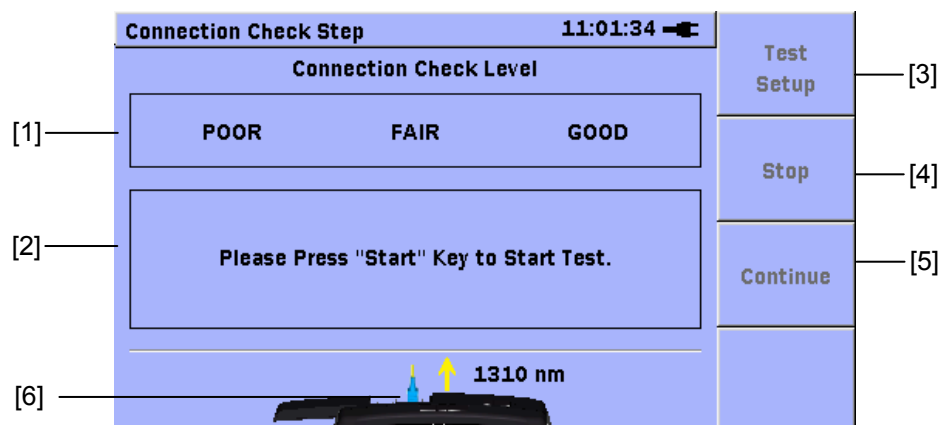 Connection Check Step 11:01:34
Test
Setup
[3]
Connection Check Level
[1]
POOR FAIR GOOD
Stop
[4]
[2]
Please Press "Start" Key to Start Test.
Continue
[5]
1310 nm
[6]